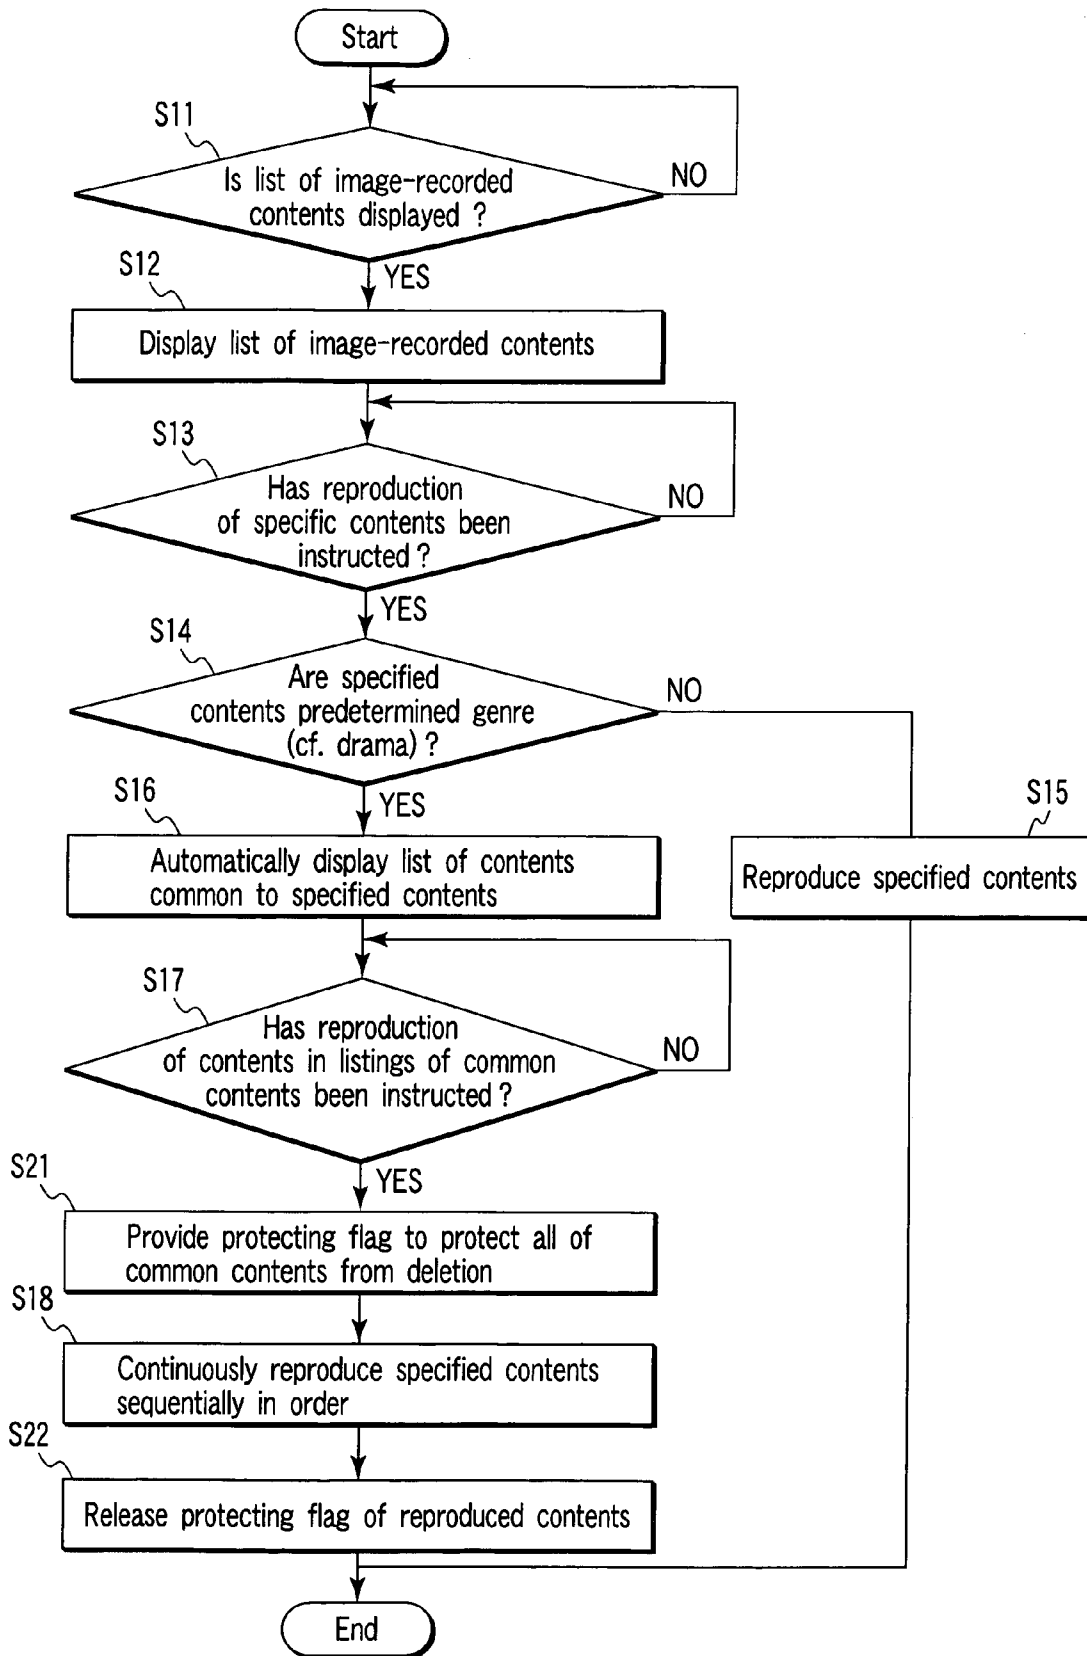 Start
S11
Is list of image-recorded
contents displayed ?
NO
YES
S12
Display list of image-recorded contents
S13
Has reproduction
of specific contents been
instructed ?
NO
YES
S14
Are specified
contents predetermined genre
(cf. drama) ?
NO
YES
S16
Automatically display list of contents
common to specified contents
S15
Reproduce specified contents
S17
Has reproduction
of contents in listings of common
contents been instructed ?
NO
YES
S21
Provide protecting flag to protect all of
common contents from deletion
S18
Continuously reproduce specified contents
sequentially in order
S22
Release protecting flag of reproduced contents
End